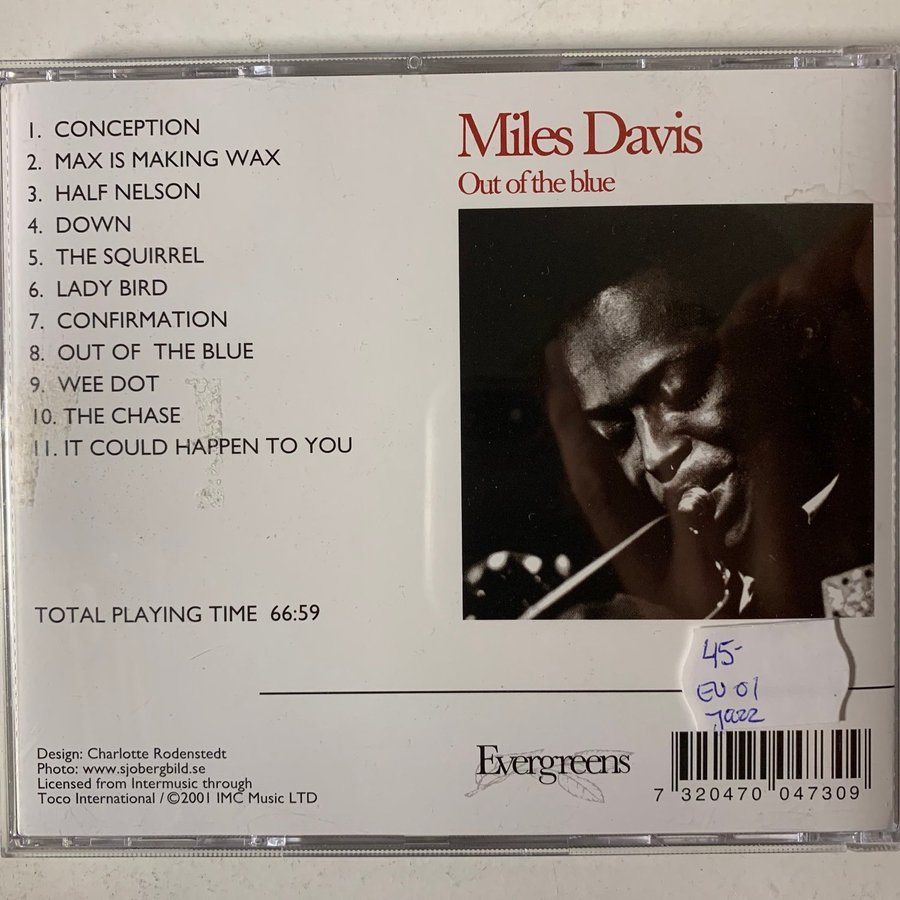 1. CONCEPTION
2. MAX IS MAKING WAX
3. HALF NELSON
4. DOWN
5. THE SQUIRREL
6. LADY BIRD
7. CONFIRMATION
8. OUT OF THE BLUE
9. WEE DOT
10. THE CHASE
11. IT COULD HAPPEN TO YOU
TOTAL PLAYING TIME 66:59
Miles Davis
Out of the blue
45-
EU 01
Jazz
Design: Charlotte Rodenstedt
Photo: www.sjobergbild.se
Licensed from Intermusic through
Toco International / ©2001 IMC Music LTD
Evergreens
7 320470 047309